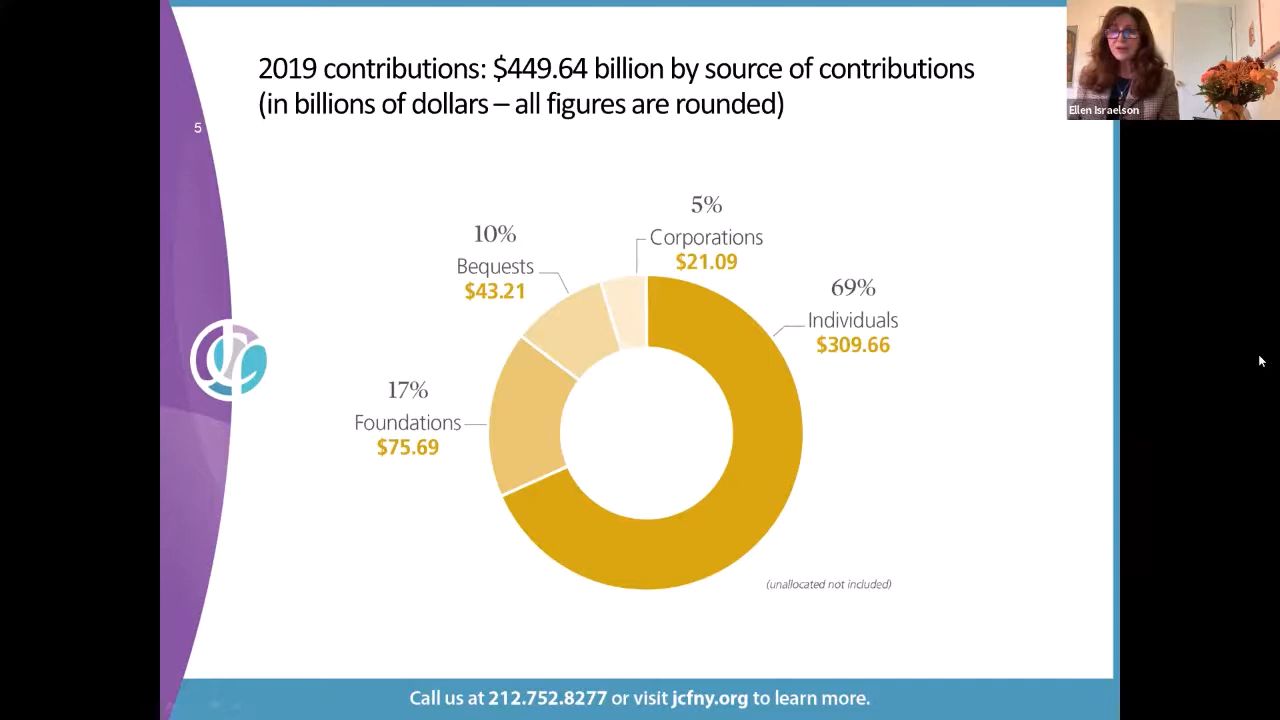 2019 contributions: $449.64 billion by source of contributions
(in billions of dollars – all figures are rounded)
Ellen Israelson
5
5%
Corporations
$21.09
10%
Bequests
$43.21
69%
Individuals
$309.66
17%
Foundations
$75.69
(unallocated not included)
Call us at 212.752.8277 or visit jcfny.org to learn more.